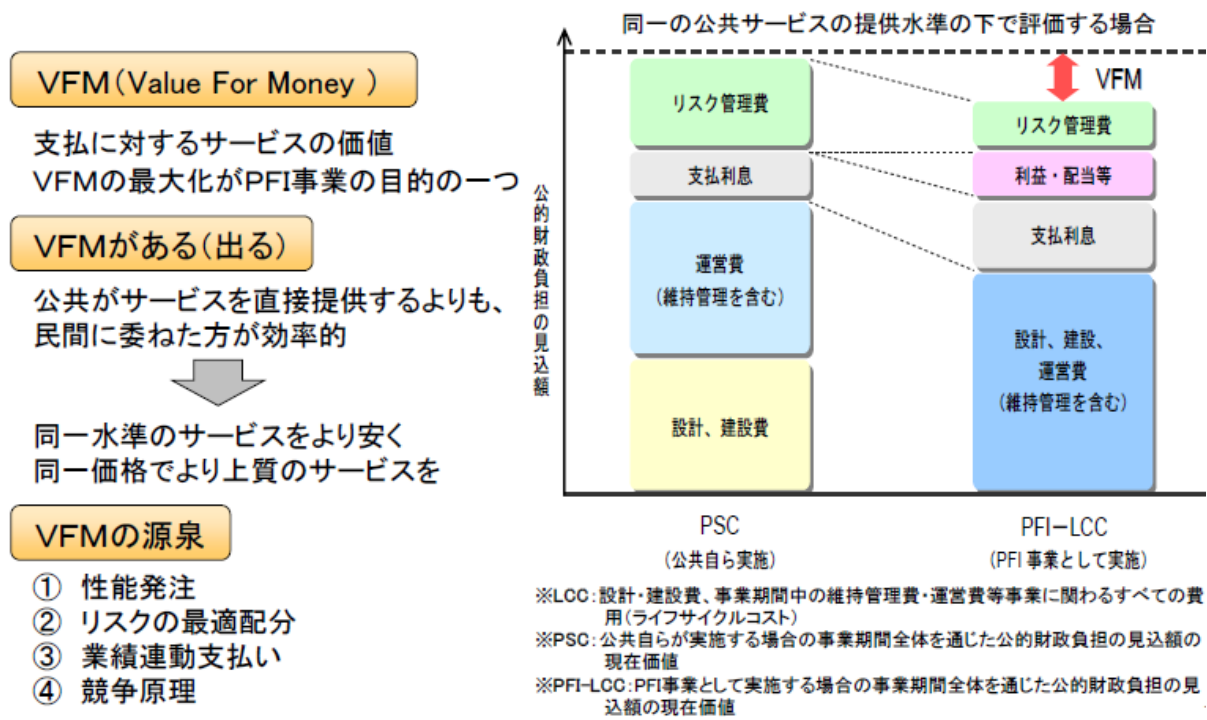 VFM(Value For Money )
支払に対するサービスの価値
VFMの最大化がPFI事業の目的の一つ
VFMがある(出る)
公共がサービスを直接提供するよりも、
民間に委ねた方が効率的
同一水準のサービスをより安く
同一価格でより上質のサービスを
VFMの源泉
① 性能発注
② リスクの最適配分
③ 業績連動支払い
④ 競争原理
同一の公共サービスの提供水準の下で評価する場合
公的財政負担の見込額
リスク管理費
支払利息
運営費
(維持管理を含む)
設計、建設費
VFM
リスク管理費
利益・配当等
支払利息
設計、建設、
運営費
(維持管理を含む)
PSC
(公共自ら実施)
PFI-LCC
(PFI 事業として実施)
※LCC:設計・建設費、事業期間中の維持管理費・運営費等事業に関わるすべての費
用(ライフサイクルコスト)
※PSC:公共自らが実施する場合の事業期間全体を通じた公的財政負担の見込額の
現在価値
※PFI-LCC:PFI事業として実施する場合の事業期間全体を通じた公的財政負担の見
込額の現在価値